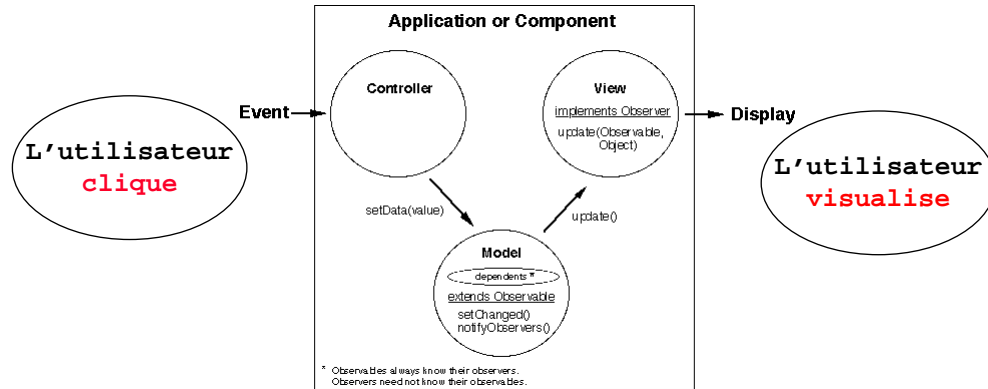 Application or Component
L'utilisateur
clique
Event
Controller
setData(value)
Model
dependents *
extends Observable
setChanged()
notifyObservers()
update()
View
implements Observer
update(Observable,
Object)
Display
L'utilisateur
visualise
* Observables always know their observers.
Observers need not know their observables.